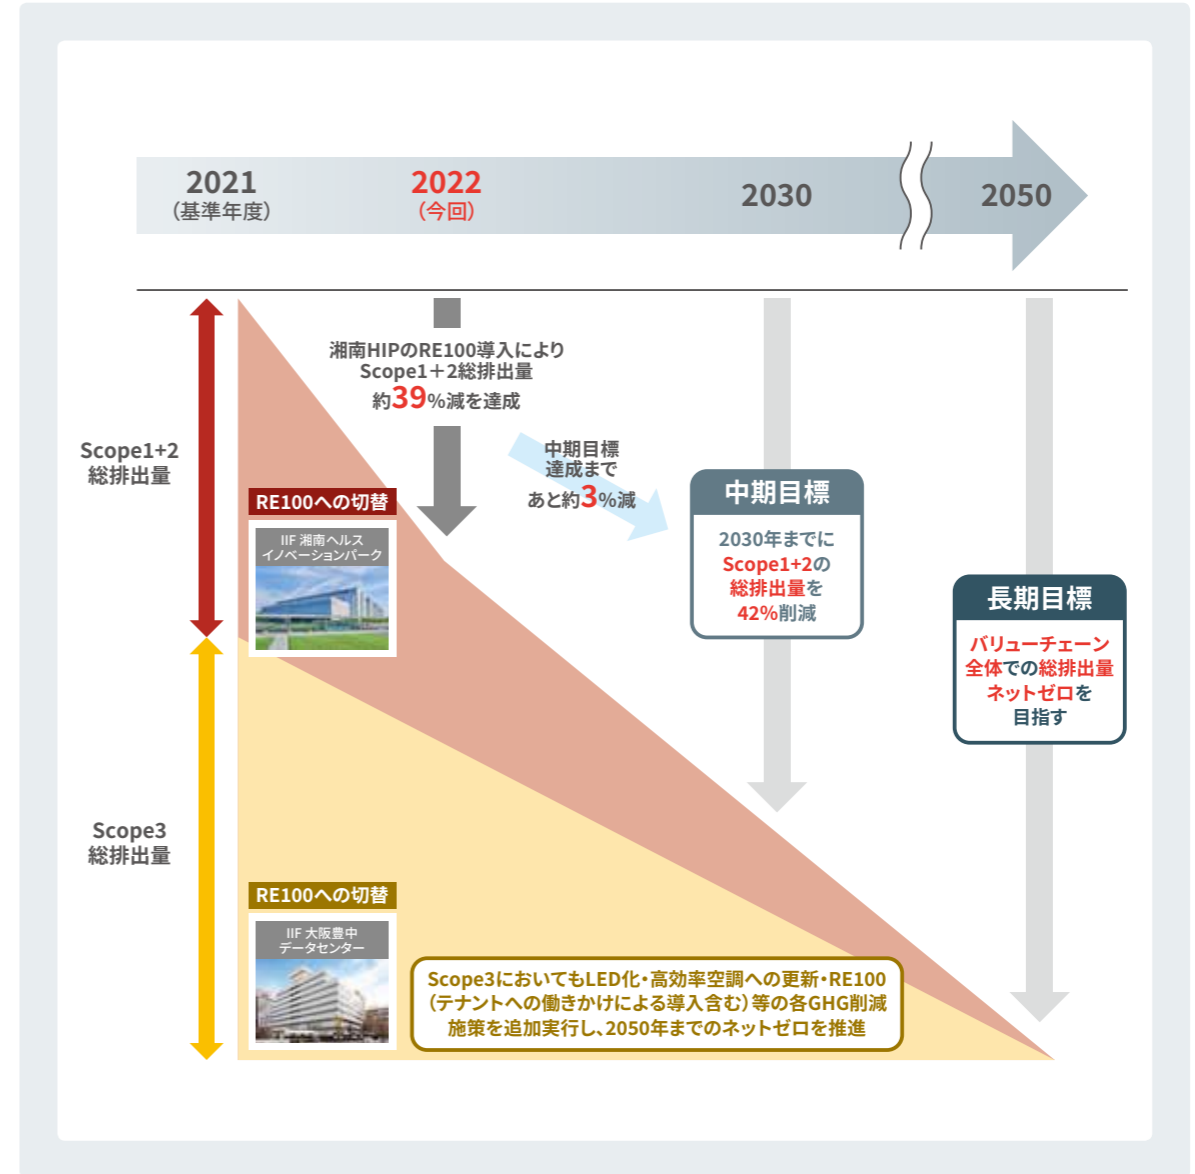 2021
（基準年度）
2022
（今回）
2030
2050
湘南HIPのRE100導入により
Scope1＋2総排出量
約39%減を達成
中期目標
達成まで
あと約3%減
Scope1+2
総排出量
RE100への切替
IIF 湘南ヘルス
イノベーションパーク
中期目標
2030年までに
Scope1+2の
総排出量を
42%削減
長期目標
バリューチェーン
全体での総排出量
ネットゼロを
目指す
Scope3
総排出量
RE100への切替
IIF 大阪豊中
データセンター
Scope3においてもLED化・高効率空調への更新・RE100
（テナントへの働きかけによる導入含む）等の各GHG削減
施策を追加実行し、2050年までのネットゼロを推進